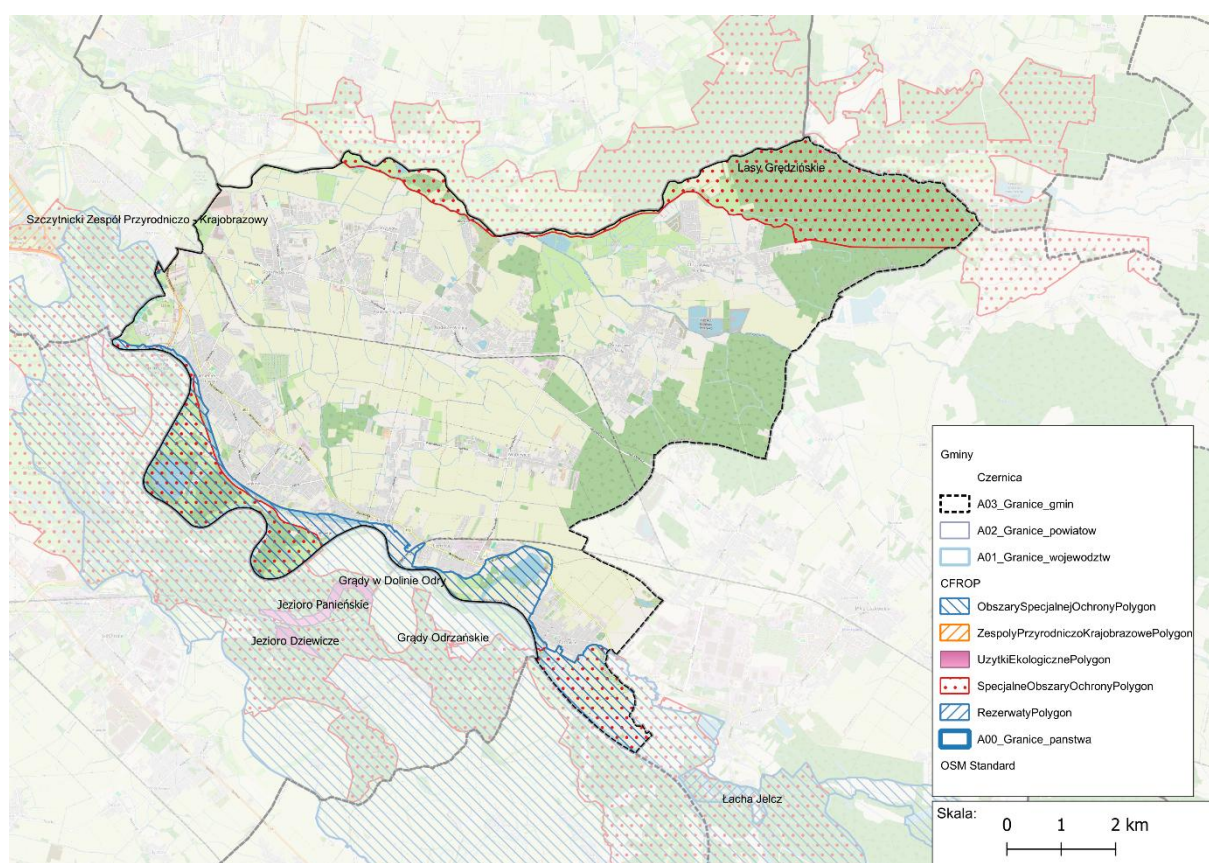 Lasy Grędzińskie
Szczytnicki Zespół Przyrodniczo - Krajobrazowy
Grądy w Dolinie Odry
Jezioro Panieńskie
Jezioro Dziewicze
Grądy Odrzańskie
Łacha Jelcz
Gminy
Czernica
A03_Granice_gmin
A02_Granice_powiatow
A01_Granice_wojewodztw
CFROP
ObszarySpecjalnejOchronyPolygon
ZespolyPrzyrodniczoKrajobrazowePolygon
UzytkiEkologicznePolygon
SpecjalneObszaryOchronyPolygon
RezerwatyPolygon
A00_Granice_panstwa
OSM Standard
Skala:
0 1 2 km